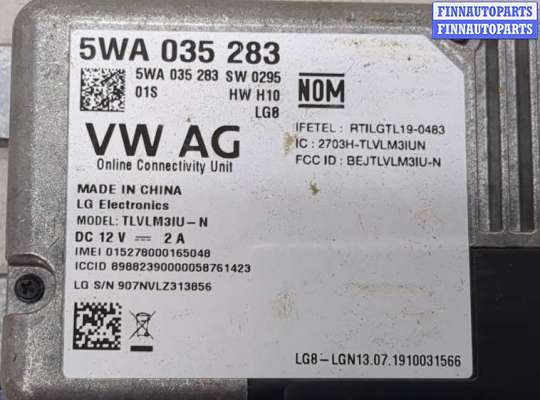 FINNAUTOPARTS
FINNAUTOPARTS
5WA 035 283
5WA 035 283 SW 0295
01S HW H10
LG8
NOM
VW AG
Online Connectivity Unit
IFETEL : RTILGTL19-0483
IC : 2703H-TLVLM3IUN
FCC ID : BEJTLVLM3IU-N
MADE IN CHINA
LG Electronics
MODEL: TLVLM3IU-N
DC 12 V ⎓ 2 A
IMEI 015278000165048
ICCID 89882390000058761423
LG S/N 907NVLZ313856
LG8-LGN13.07.1910031566